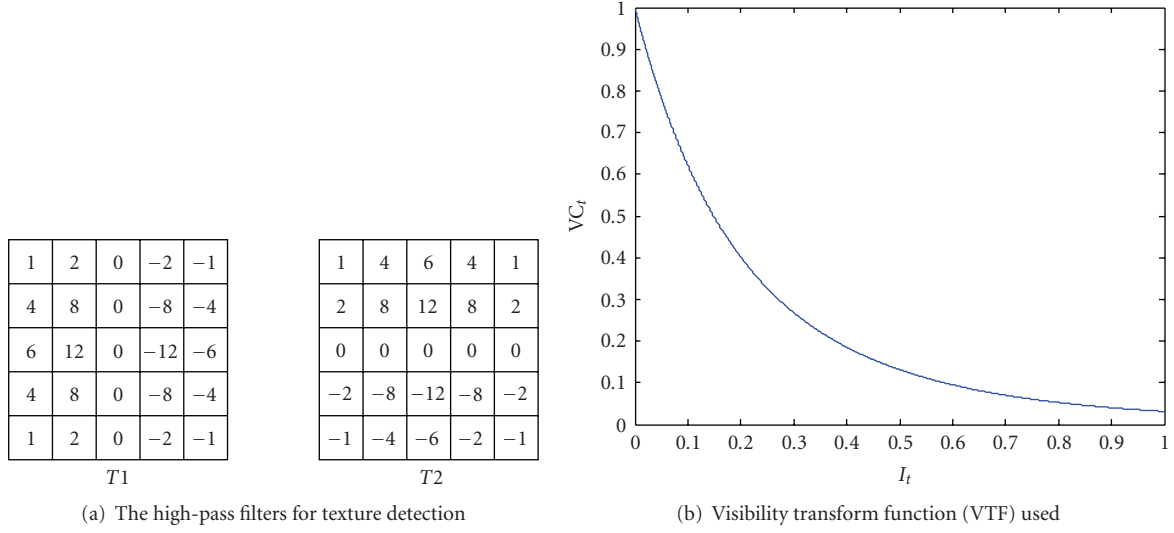 1 2 0 −2 −1
4 8 0 −8 −4
6 12 0 −12 −6
4 8 0 −8 −4
1 2 0 −2 −1
T1
1 4 6 4 1
2 8 12 8 2
0 0 0 0 0
−2 −8 −12 −8 −2
−1 −4 −6 −2 −1
T2
(a) The high-pass filters for texture detection
1
0.9
0.8
0.7
0.6
0.5
0.4
0.3
0.2
0.1
0
VCt
0 0.1 0.2 0.3 0.4 0.5 0.6 0.7 0.8 0.9 1
It
(b) Visibility transform function (VTF) used